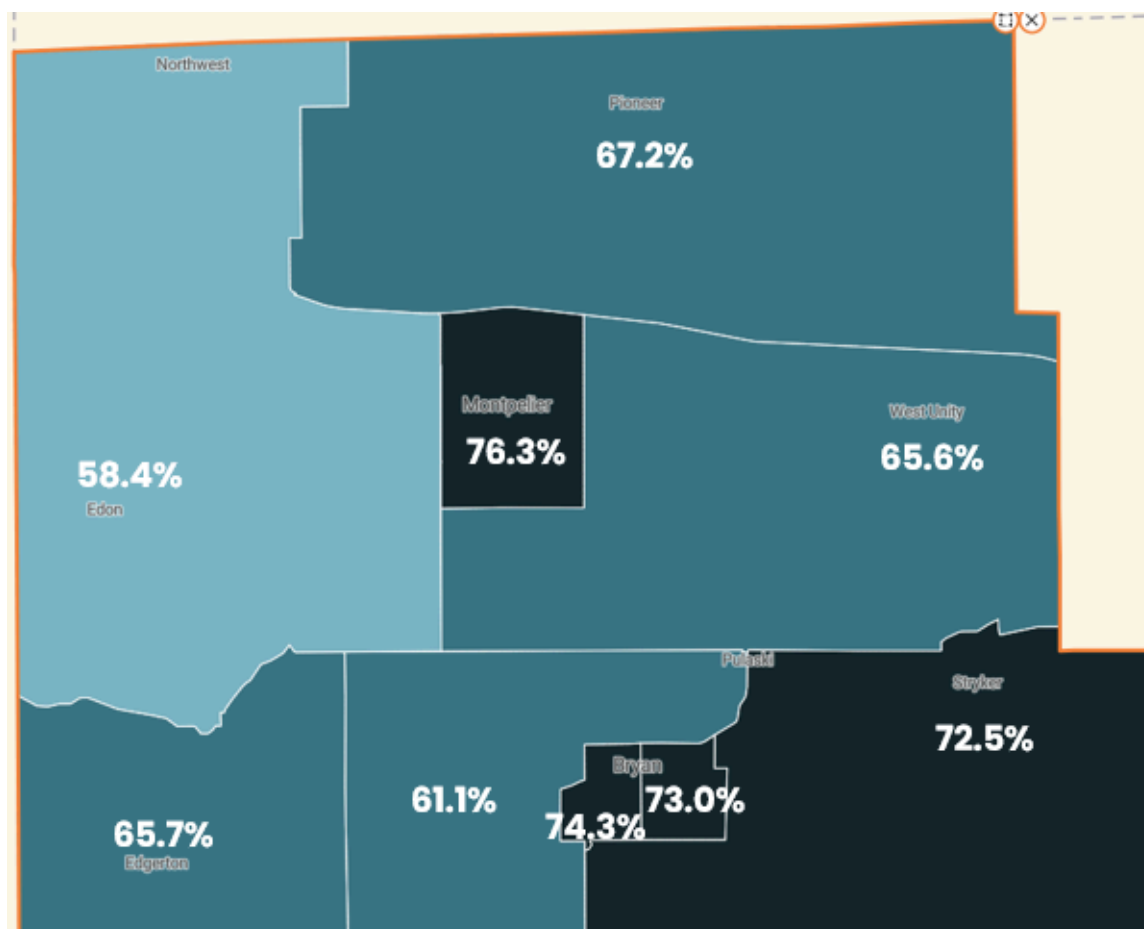 Northwest
Pioneer
67.2%
Montpelier
76.3%
West Unity
65.6%
58.4%
Edon
Pulaski
Stryker
72.5%
Bryan
73.0%
74.3%
61.1%
65.7%
Edgerton